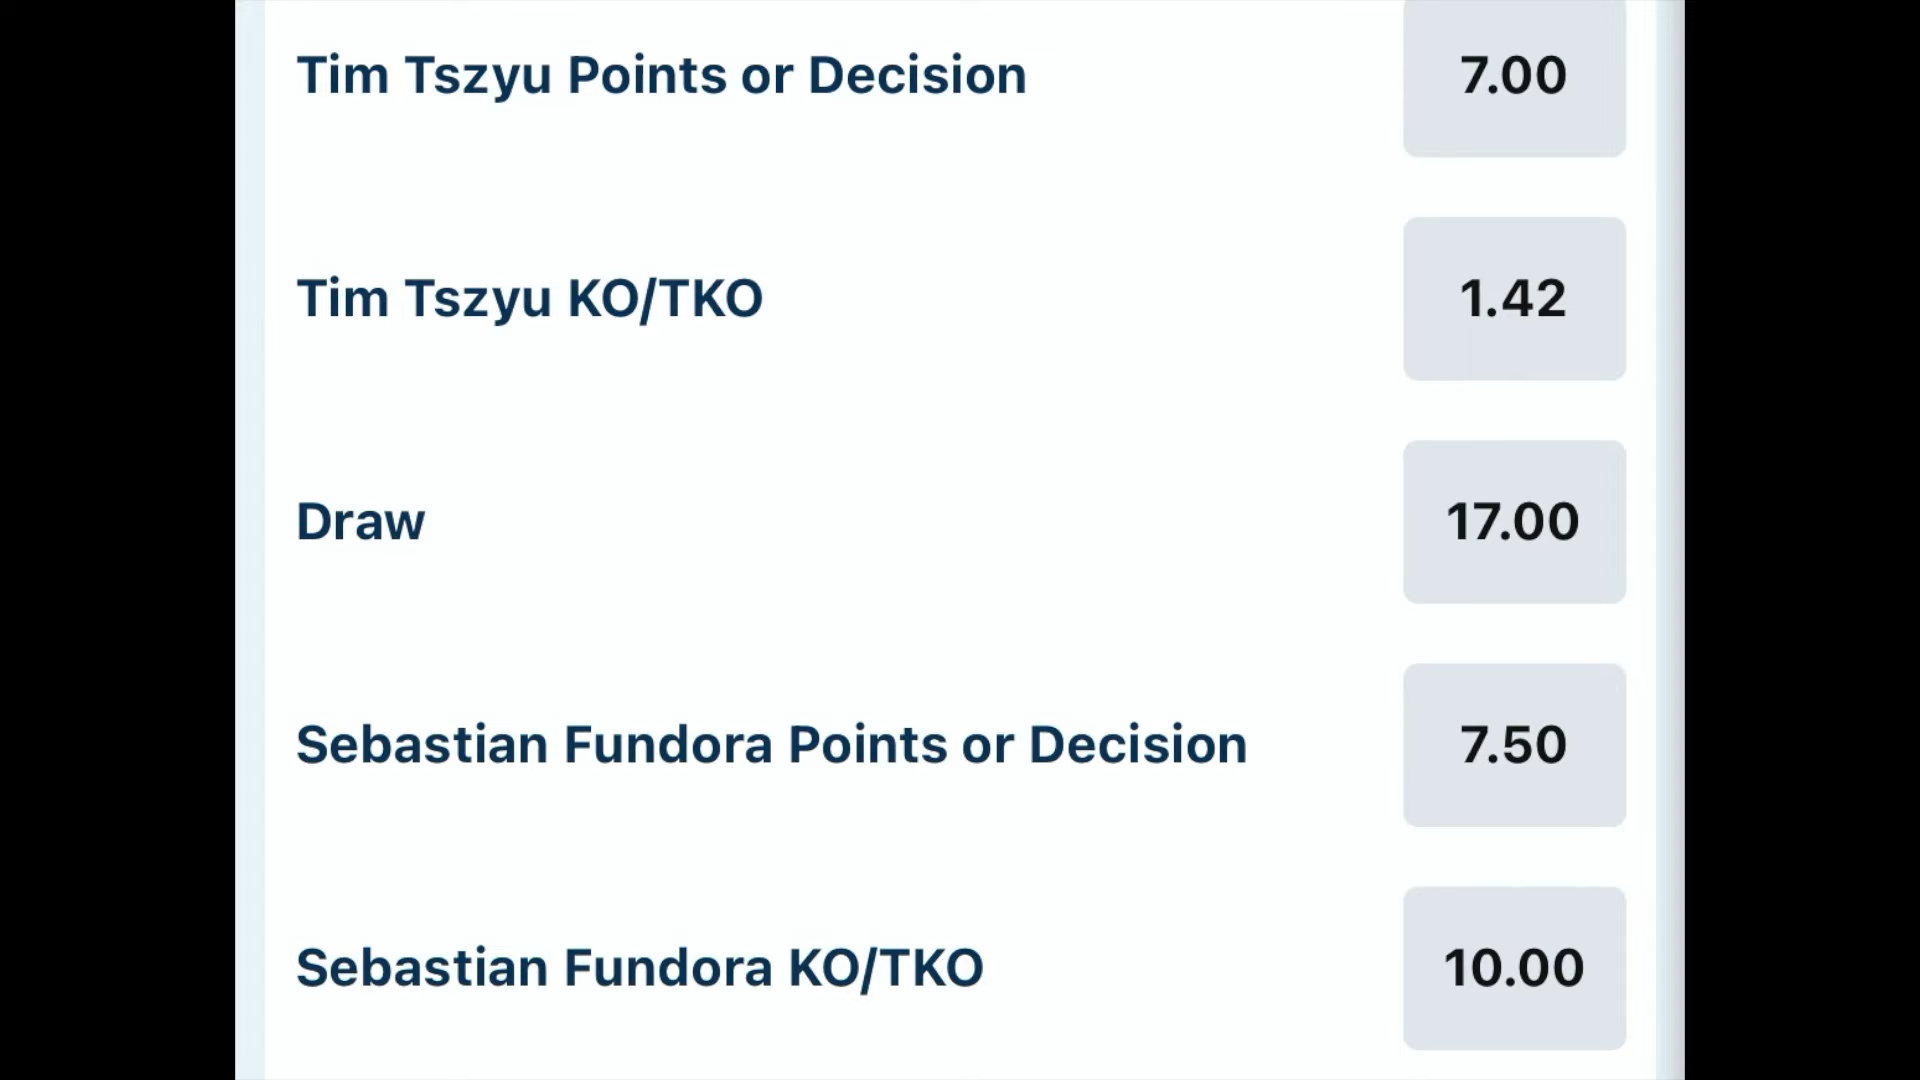 Tim Tszyu Points or Decision 7.00
Tim Tszyu KO/TKO 1.42
Draw 17.00
Sebastian Fundora Points or Decision 7.50
Sebastian Fundora KO/TKO 10.00